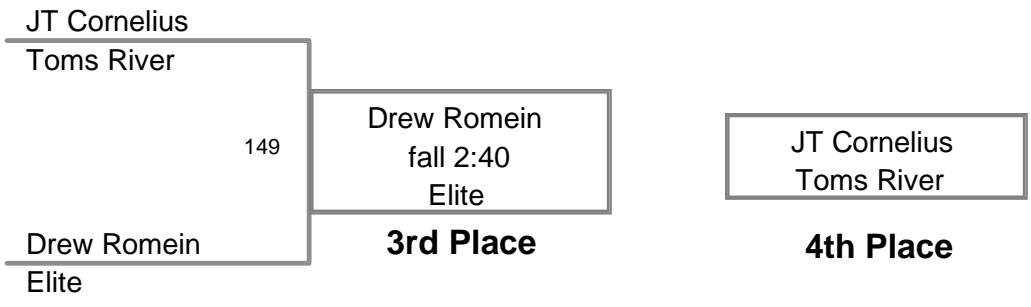 JT Cornelius
Toms River
149
Drew Romein
fall 2:40
Elite
3rd Place
JT Cornelius
Toms River
4th Place
Drew Romein
Elite